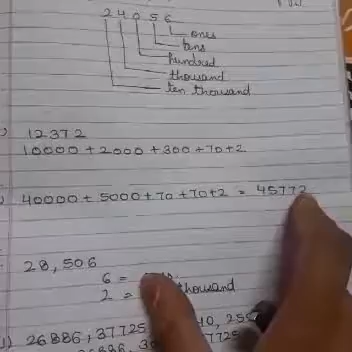 2 4 0 5 6
ones
tens
hundred
thousand
ten thousand
12372
10000 + 2000 + 300 + 70 + 2
40000 + 5000 + 70 + 70 + 2 = 45772
28,506
6 =
2 = thousand
26886, 37725